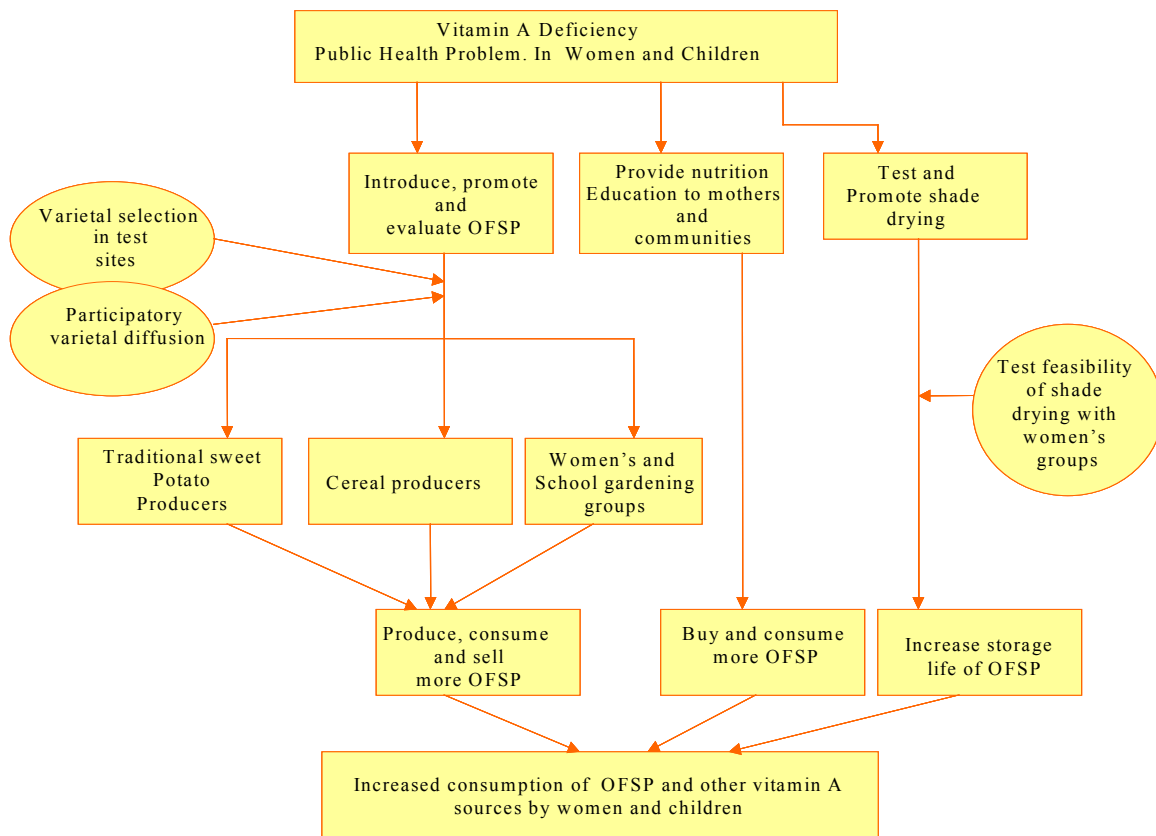 Vitamin A Deficiency
Public Health Problem. In Women and Children
Introduce, promote
and
evaluate OFSP
Provide nutrition
Education to mothers
and
communities
Test and
Promote shade
drying
Varietal selection
in test
sites
Participatory
varietal diffusion
Test feasibility
of shade
drying with
women's
groups
Traditional sweet
Potato
Producers
Cereal producers
Women's and
School gardening
groups
Produce, consume
and sell
more OFSP
Buy and consume
more OFSP
Increase storage
life of OFSP
Increased consumption of OFSP and other vitamin A
sources by women and children